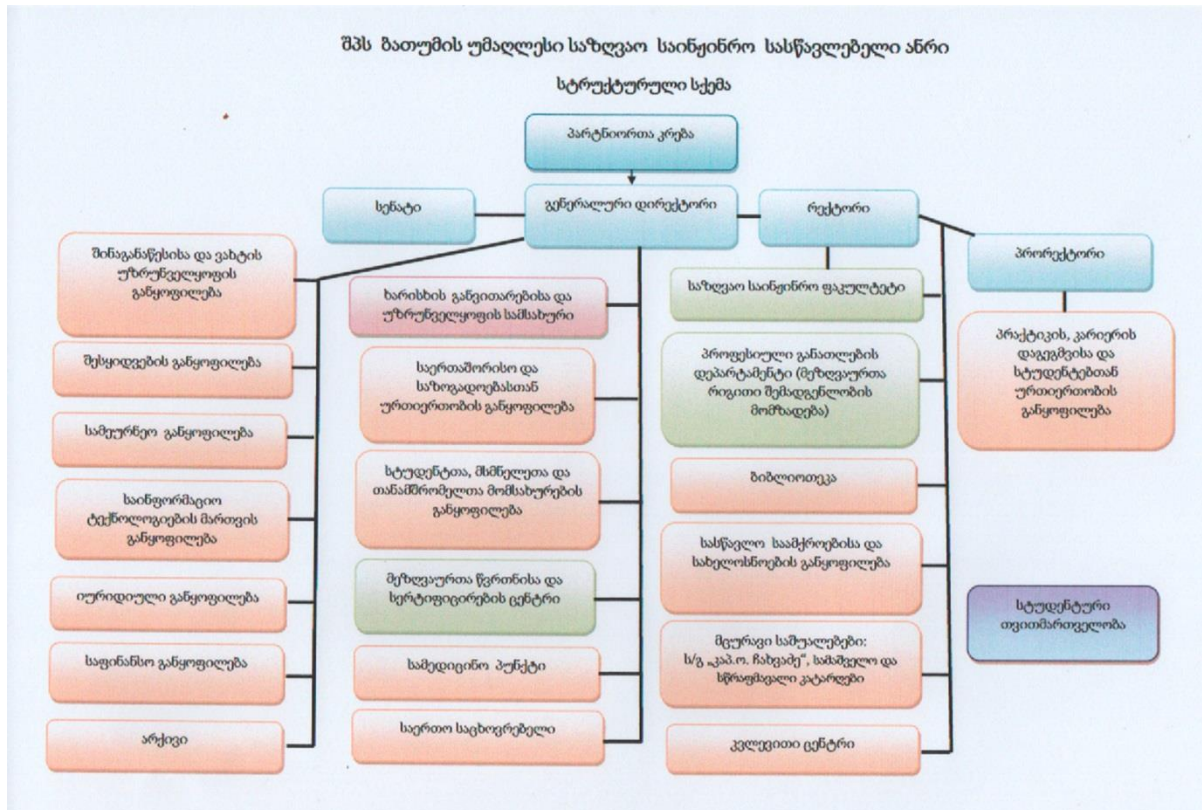 შპს ბათუმის უმაღლესი საზღვაო საინჟინრო სასწავლებელი ანრი
სტრუქტურული სქემა
პარტნიორთა კრება
სენატი
გენერალური დირექტორი
რექტორი
პრორექტორი
შინაგანაწესისა და ვახტის
უზრუნველყოფის
განყოფილება
შესყიდვების განყოფილება
სამეურნეო განყოფილება
საინფორმაციო
ტექნოლოგიების მართვის
განყოფილება
იურიდიული განყოფილება
საფინანსო განყოფილება
არქივი
ხარისხის განვითარებისა და
უზრუნველყოფის სამსახური
საერთაშორისო და
საზოგადოებასთან
ურთიერთობის განყოფილება
სტუდენტთა, მსმნელეთა და
თანამშრომელთა მომსახურების
განყოფილება
მეზღვაურთა წვრთნისა და
სერტიფიცირების ცენტრი
სამედიცინო პუნქტი
საერთო საცხოვრებელი
საზღვაო საინჟინრო ფაკულტეტი
პროფესიული განათლების
დეპარტამენტი (მეზღვაურთა
რიგითი შემადგენლობის
მომზადება)
ბიბლიოთეკა
სასწავლო საამქროებისა და
სახელოსნოების განყოფილება
მცურავი საშუალებები:
ს/გ „კაპ.ო. ჩახვაძე“, სამაშველო და
სწრაფმავალი კატარღები
კვლევითი ცენტრი
პრაქტიკის, კარიერის
დაგეგმვისა და
სტუდენტებთან
ურთიერთობის
განყოფილება
სტუდენტური
თვითმართველობა